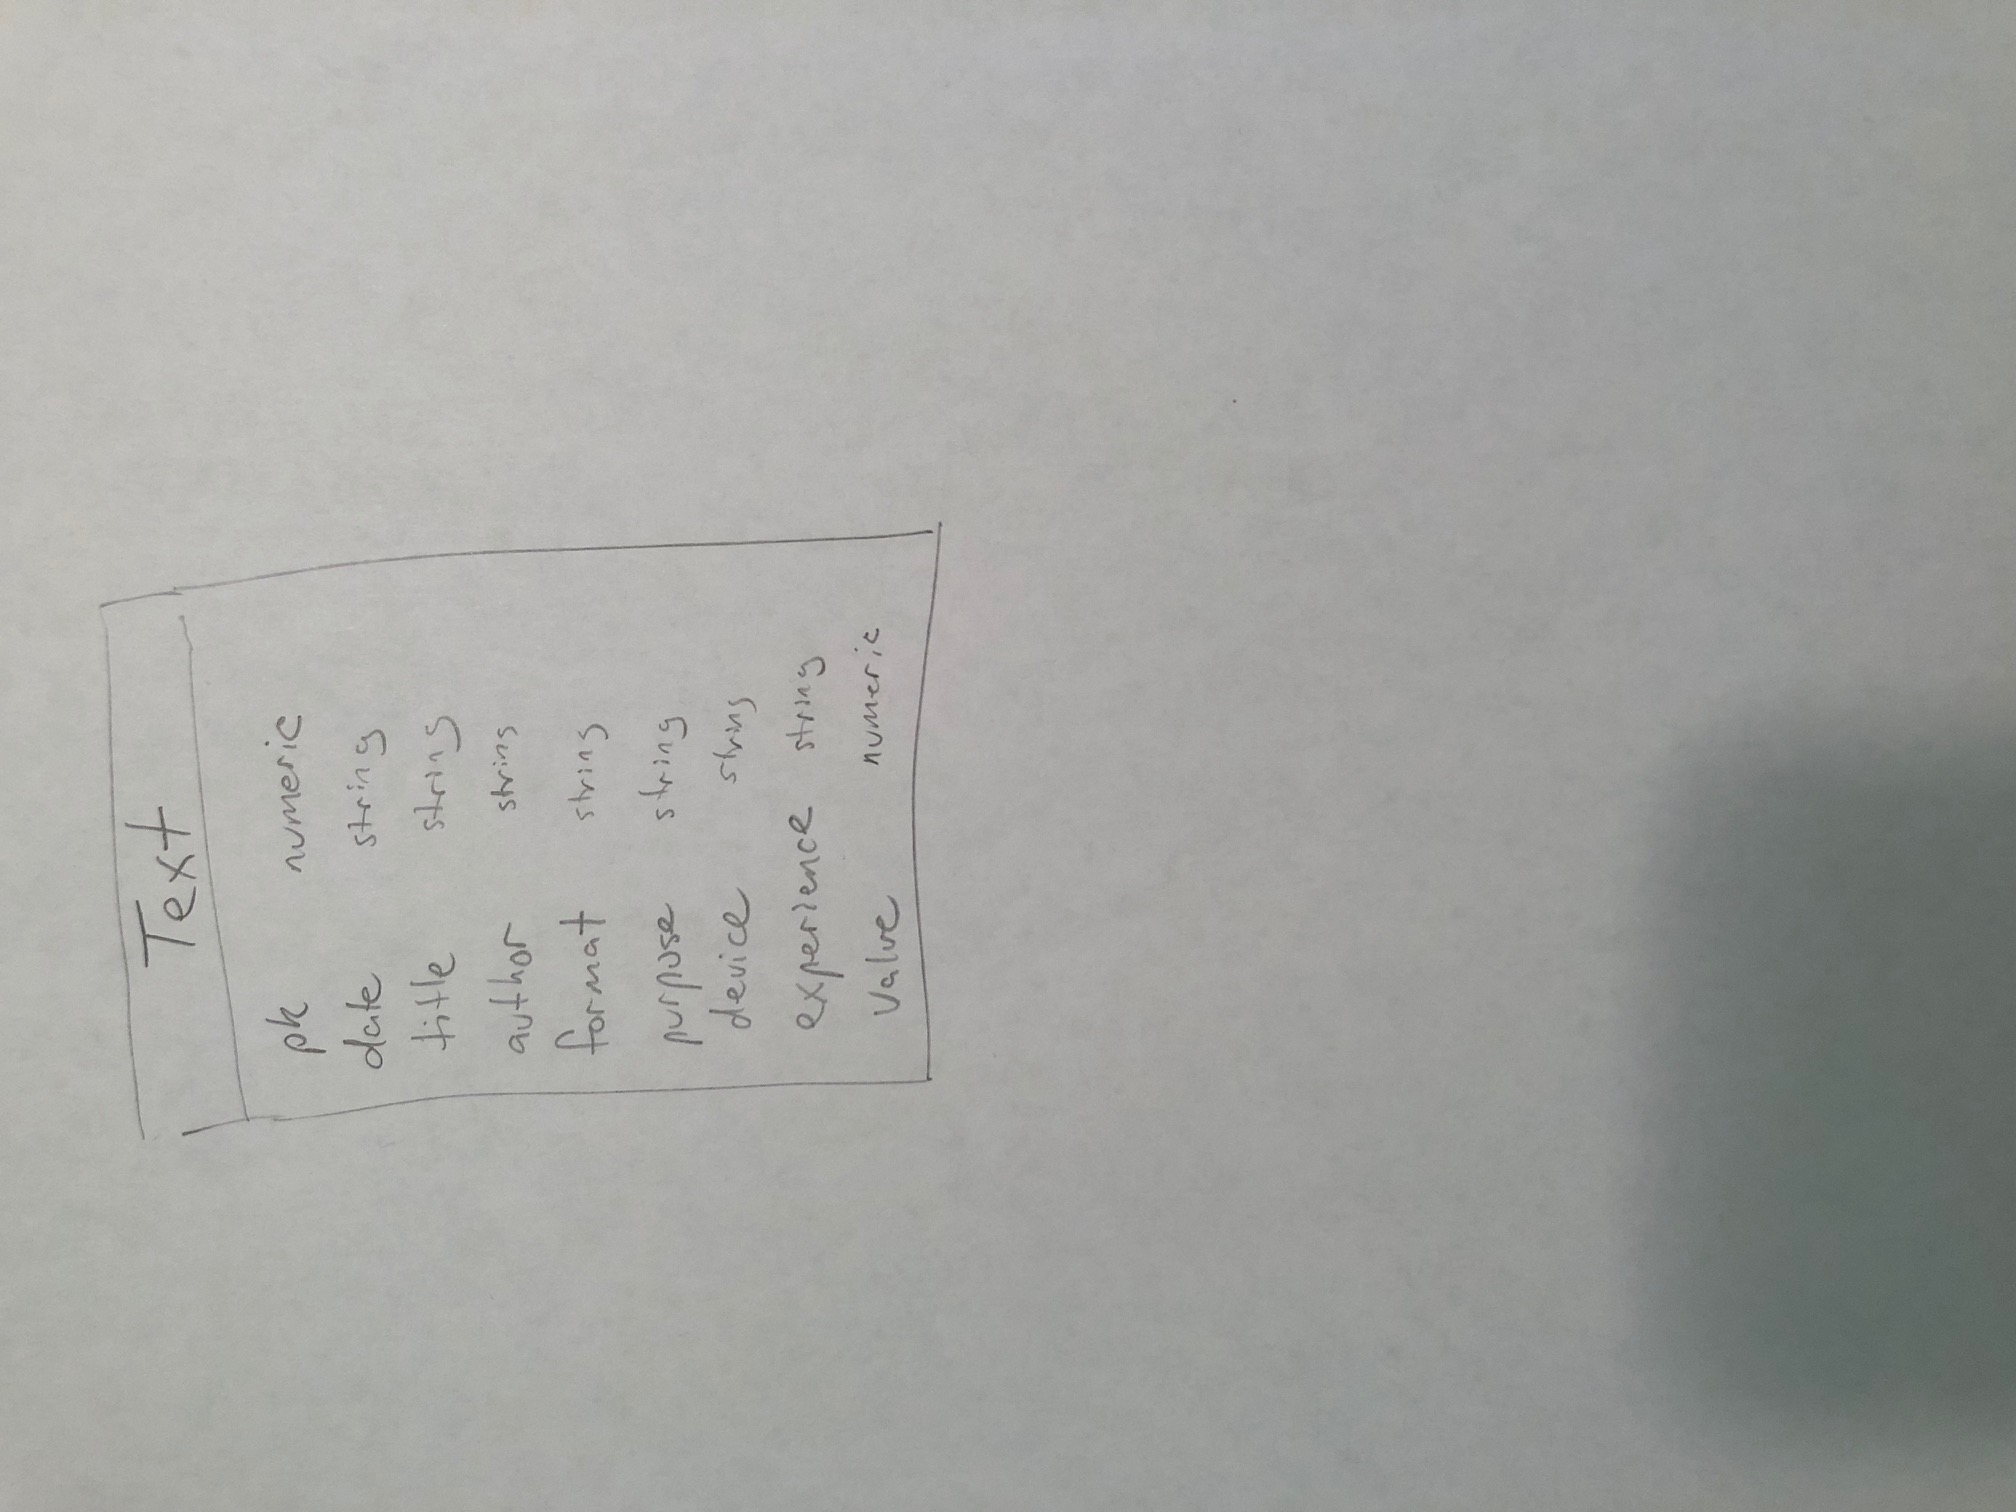 Text
pk numeric
date string
title string
author string
format string
purpose string
device string
experience string
Value numeric